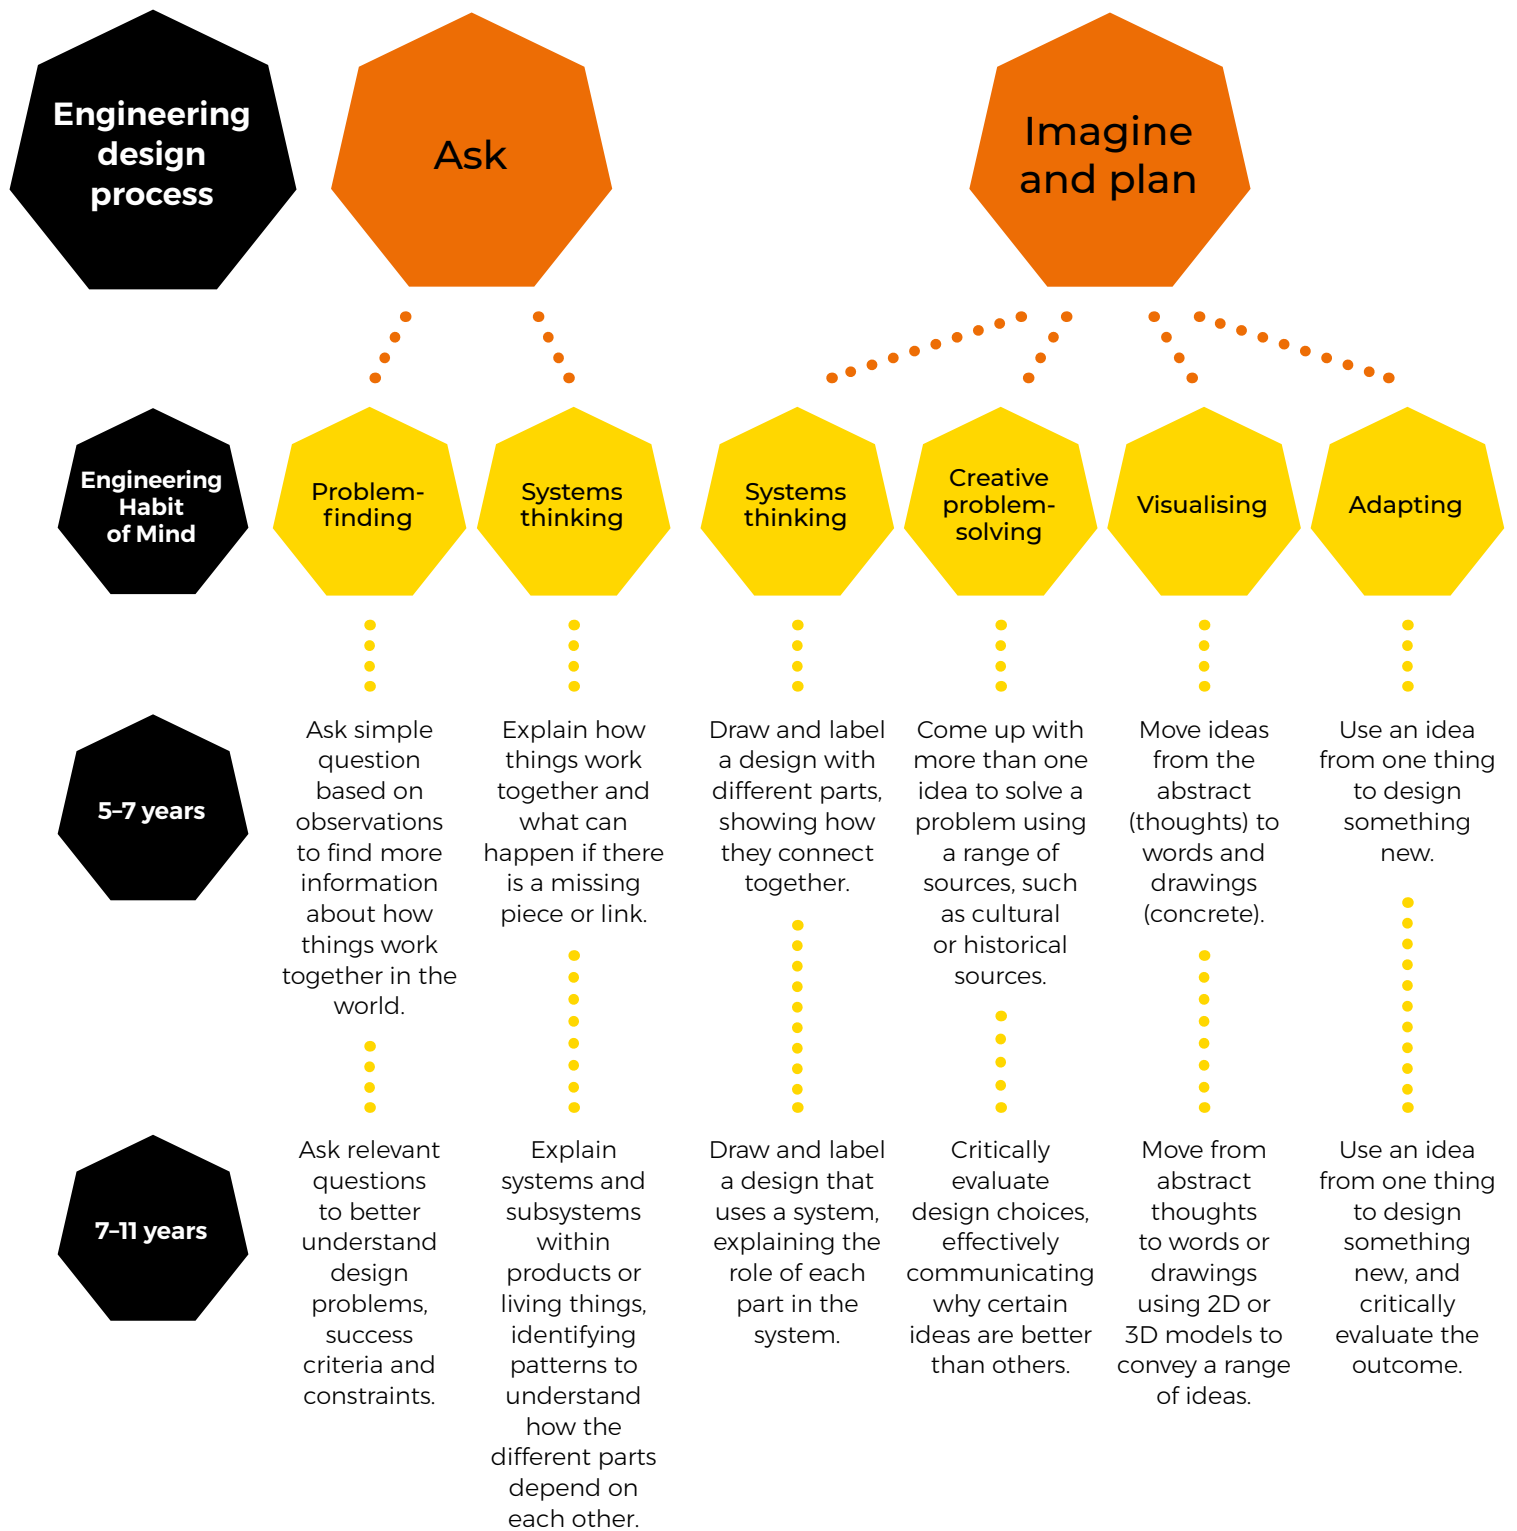 Engineering
design
process
Ask
Imagine
and plan
Engineering
Habit
of Mind
Problem-
finding
Systems
thinking
Systems
thinking
Creative
problem-
solving
Visualising
Adapting
5–7 years
Ask simple
question
based on
observations
to find more
information
about how
things work
together in the
world.
Explain how
things work
together and
what can
happen if there
is a missing
piece or link.
Draw and label
a design with
different parts,
showing how
they connect
together.
Come up with
more than one
idea to solve a
problem using
a range of
sources, such
as cultural
or historical
sources.
Move ideas
from the
abstract
(thoughts) to
words and
drawings
(concrete).
Use an idea
from one thing
to design
something
new.
7–11 years
Ask relevant
questions
to better
understand
design
problems,
success
criteria and
constraints.
Explain
systems and
subsystems
within
products or
living things,
identifying
patterns to
understand
how the
different parts
depend on
each other.
Draw and label
a design that
uses a system,
explaining the
role of each
part in the
system.
Critically
evaluate
design choices,
effectively
communicating
why certain
ideas are better
than others.
Move from
abstract
thoughts
to words or
drawings
using 2D or
3D models to
convey a range
of ideas.
Use an idea
from one thing
to design
something
new, and
critically
evaluate the
outcome.